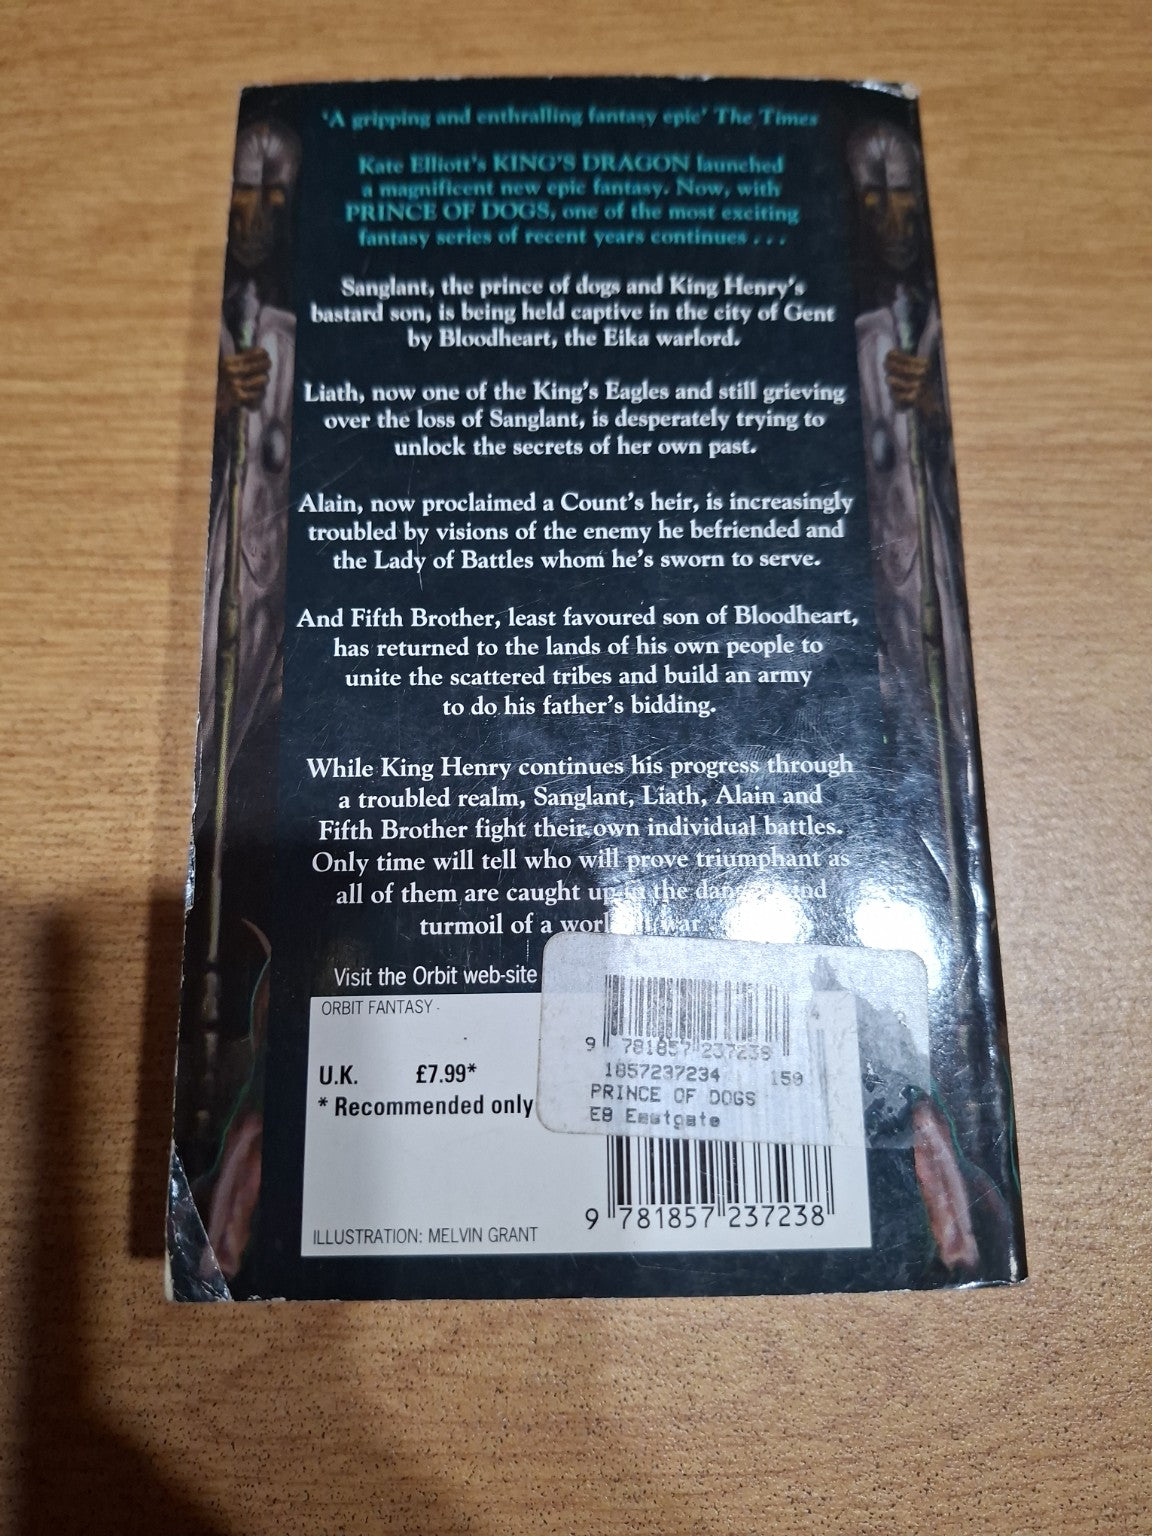 'A gripping and enthralling fantasy epic' The Times
Kate Elliott's KING'S DRAGON launched
a magnificent new epic fantasy. Now, with
PRINCE OF DOGS, one of the most exciting
fantasy series of recent years continues . . .
Sanglant, the prince of dogs and King Henry's
bastard son, is being held captive in the city of Gent
by Bloodheart, the Eika warlord.
Liath, now one of the King's Eagles and still grieving
over the loss of Sanglant, is desperately trying to
unlock the secrets of her own past.
Alain, now proclaimed a Count's heir, is increasingly
troubled by visions of the enemy he befriended and
the Lady of Battles whom he's sworn to serve.
And Fifth Brother, least favoured son of Bloodheart,
has returned to the lands of his own people to
unite the scattered tribes and build an army
to do his father's bidding.
While King Henry continues his progress through
a troubled realm, Sanglant, Liath, Alain and
Fifth Brother fight their own individual battles.
Only time will tell who will prove triumphant as
all of them are caught up in the danger and
turmoil of a world war
Visit the Orbit web-site
ORBIT FANTASY
U.K. £7.99*
* Recommended only
9 781857 237238
1857237234 159
PRINCE OF DOGS
E8 Eastgate
9 781857 237238
ILLUSTRATION: MELVIN GRANT